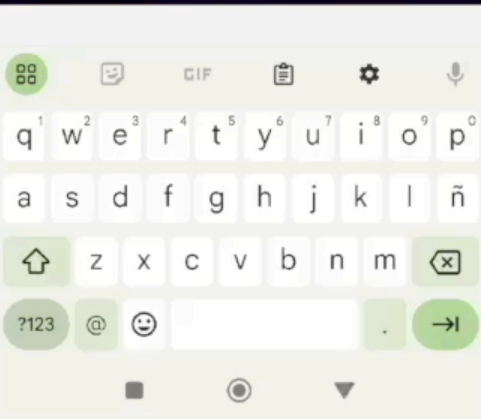 GIF
q1 w2 e3 r4 t5 y6 u7 i8 o9 p0
a s d f g h j k l ñ
z x c v b n m
?123 @ .